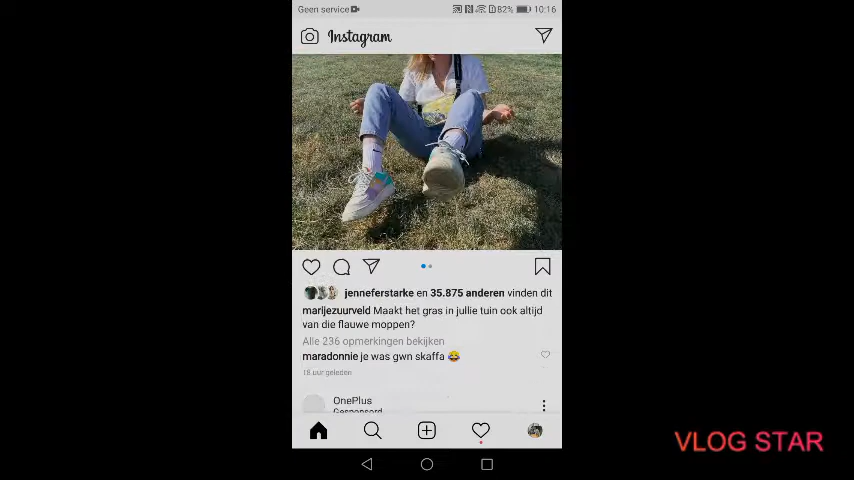 Geen service
82% 10:16
Instagram
jenneferstarke en 35.875 anderen vinden dit
marijezuurveld Maakt het gras in jullie tuin ook altijd
van die flauwe moppen?
Alle 236 opmerkingen bekijken
maradonnie je was gwn skaffa 😂
18 uur geleden
OnePlus
Gesponsord
VLOG STAR